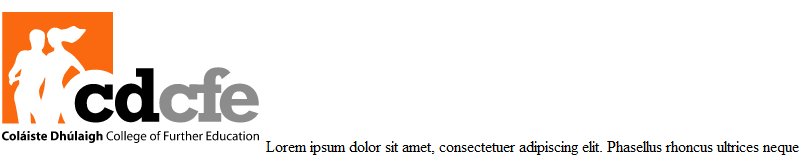 cdcfe
Coláiste Dhúlaigh College of Further Education
Lorem ipsum dolor sit amet, consectetuer adipiscing elit. Phasellus rhoncus ultrices neque